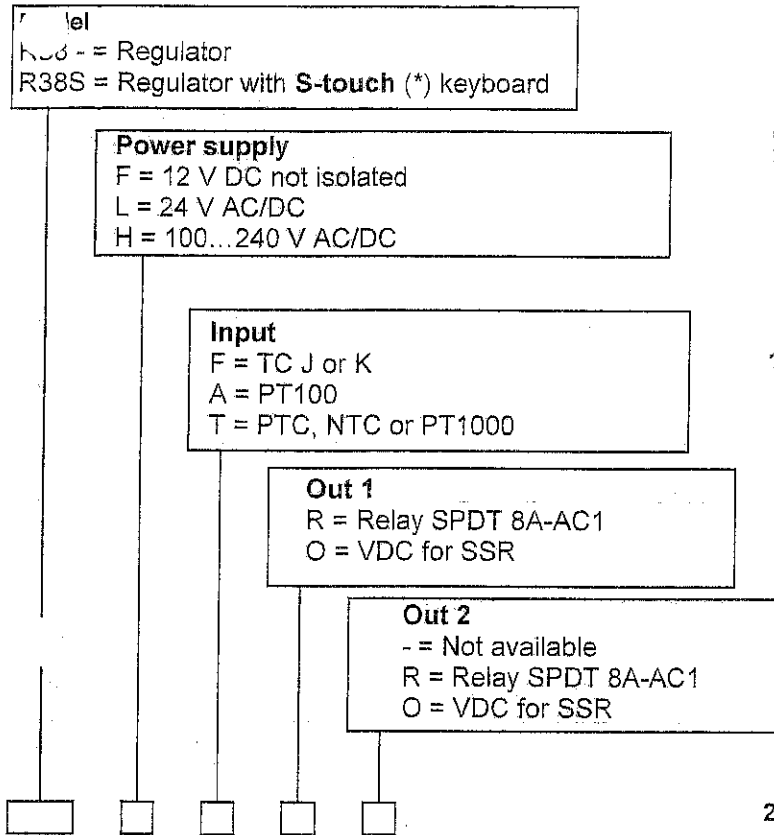 R38S = Regulator with S-touch (*) keyboard
= Regulator
Power supply
F = 12 V DC not isolated
L = 24 V AC/DC
H = 100...240 V AC/DC
Input
F = TC J or K
A = PT100
T = PTC, NTC or PT1000
Out 1
R = Relay SPDT 8A-AC1
O = VDC for SSR
Out 2
- = Not available
R = Relay SPDT 8A-AC1
O = VDC for SSR
2